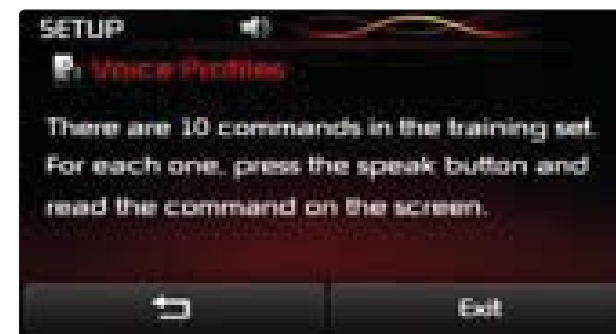 SETUP
Voice Profiles
There are 10 commands in the training set.
For each one, press the speak button and
read the command on the screen.
Exit